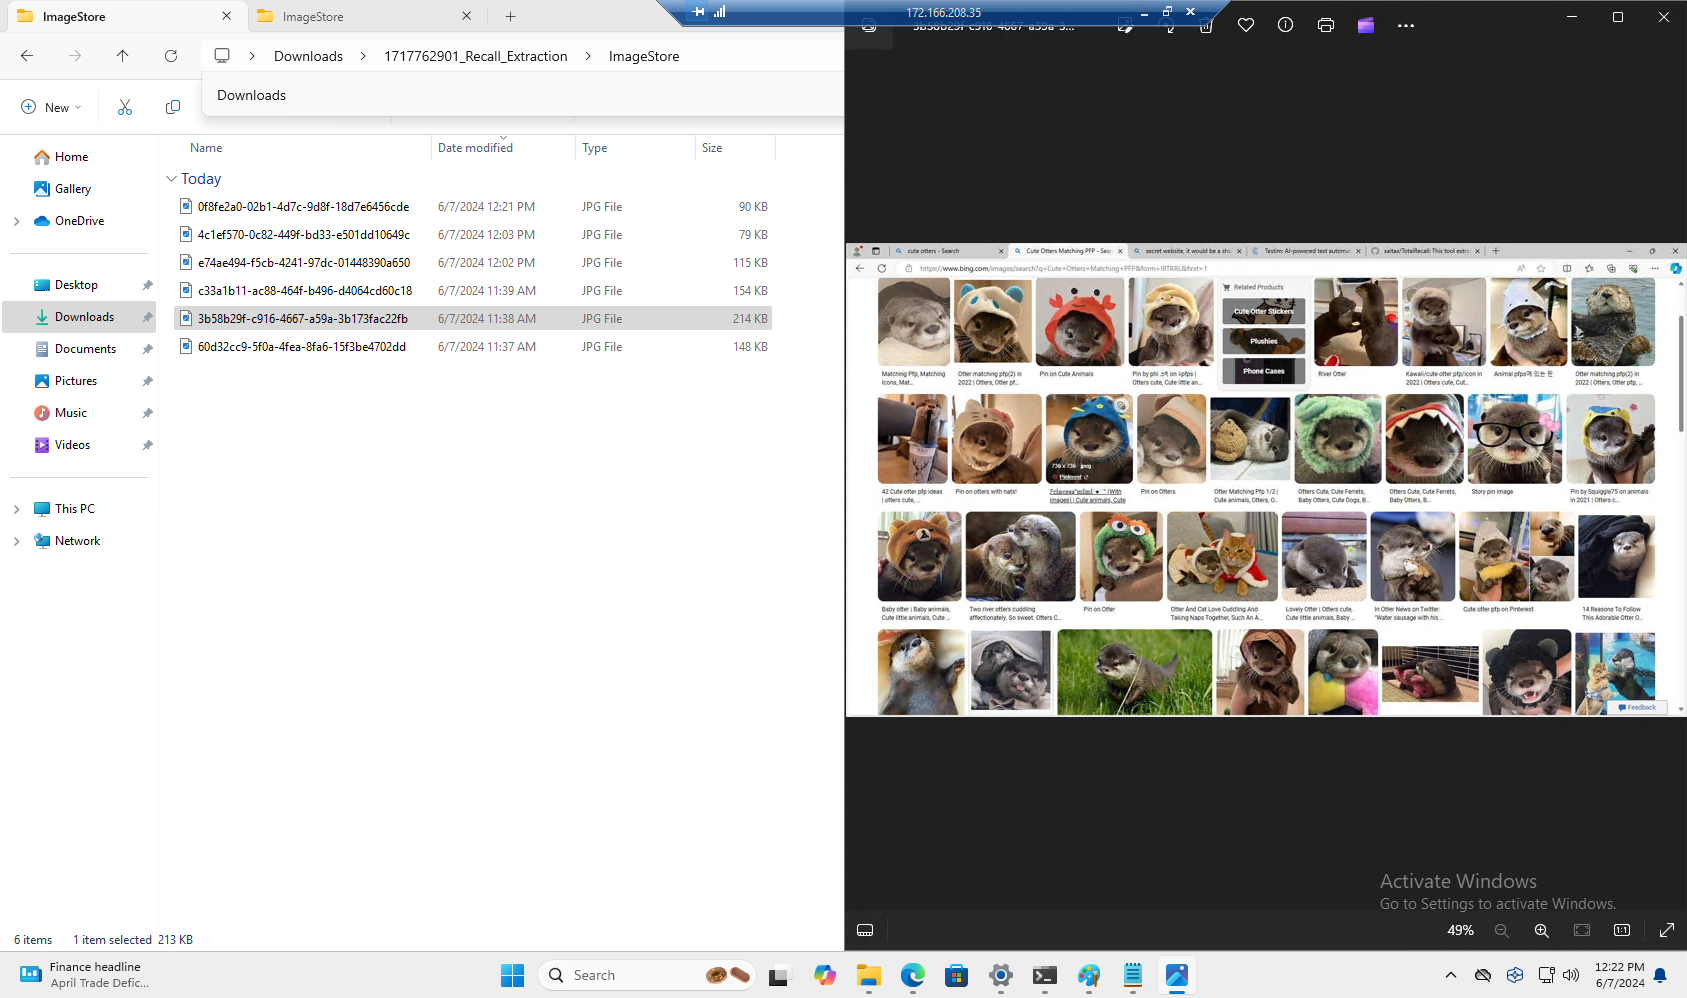 ImageStore
ImageStore
172.166.208.35
3b58b29f-c916-4667-a59a-3...
Downloads > 1717762901_Recall_Extraction > ImageStore
Downloads
New
Name Date modified Type Size
Today
0f8fe2a0-02b1-4d7c-9d8f-18d7e6456cde 6/7/2024 12:21 PM JPG File 90 KB
4c1ef570-0c82-449f-bd33-e501dd10649c 6/7/2024 12:03 PM JPG File 79 KB
e74ae494-f5cb-4241-97dc-01448390a650 6/7/2024 12:02 PM JPG File 115 KB
c33a1b11-ac88-464f-b496-d4064cd60c18 6/7/2024 11:39 AM JPG File 154 KB
3b58b29f-c916-4667-a59a-3b173fac22fb 6/7/2024 11:38 AM JPG File 214 KB
60d32cc9-5f0a-4fea-8fa6-15f3be4702dd 6/7/2024 11:37 AM JPG File 148 KB
Home
Gallery
OneDrive
Desktop
Downloads
Documents
Pictures
Music
Videos
This PC
Network
6 items 1 item selected 213 KB
cute otters - Search
Cute Otters Matching PFP - Sear
secret website, it would be a sha
Testim: AI-powered test automat
xaitax/TotalRecall: This tool extra
https://www.bing.com/images/search?q=Cute+Otters+Matching+PFP&form=IRTRRL&first=1
Related Products
Cute Otter Stickers
Plushies
Phone Cases
Matching Pfp, Matching
Icons, Mat...
Otter matching pfp(2) in
2022 | Otters, Otter pf...
Pin on Cute Animals
Otters cute, Cute little an...
River Otter
Kawaii/cute otter pfp/icon in
2022 | Otters cute, Cut...
Animal pfps에 있는 핀
Otter matching pfp(2) in
2022 | Otters, Otter pfp, ...
736 x 736 · jpeg
Pinterest
42 Cute otter pfp ideas
| otters cute, ...
Pin on otters with hats!
Images) | Cute animals, Cute
Pin on Otters
Otter Matching Pfp 1/2 |
Cute animals, Otters, O...
Otters Cute, Cute Ferrets,
Baby Otters, Cute Dogs, B...
Otters Cute, Cute Ferrets,
Baby Otters, B...
Story pin image
Pin by Squiggle75 on animals
in 2021 | Otters c...
Baby otter | Baby animals,
Cute little animals, Cute ...
Two river otters cuddling
affectionately. So sweet. Otters C...
Pin on Otter
Otter And Cat Love Cuddling And
Taking Naps Together, Such An A...
Lovely Otter | Otters cute,
Cute little animals, Baby ...
In Otter News on Twitter:
"Water sausage with his ...
Cute otter pfp on Pinterest
14 Reasons To Follow
This Adorable Otter O...
Feedback
Activate Windows
Go to Settings to activate Windows.
49%
1:1
Finance headline
April Trade Defic...
Search
12:22 PM
6/7/2024